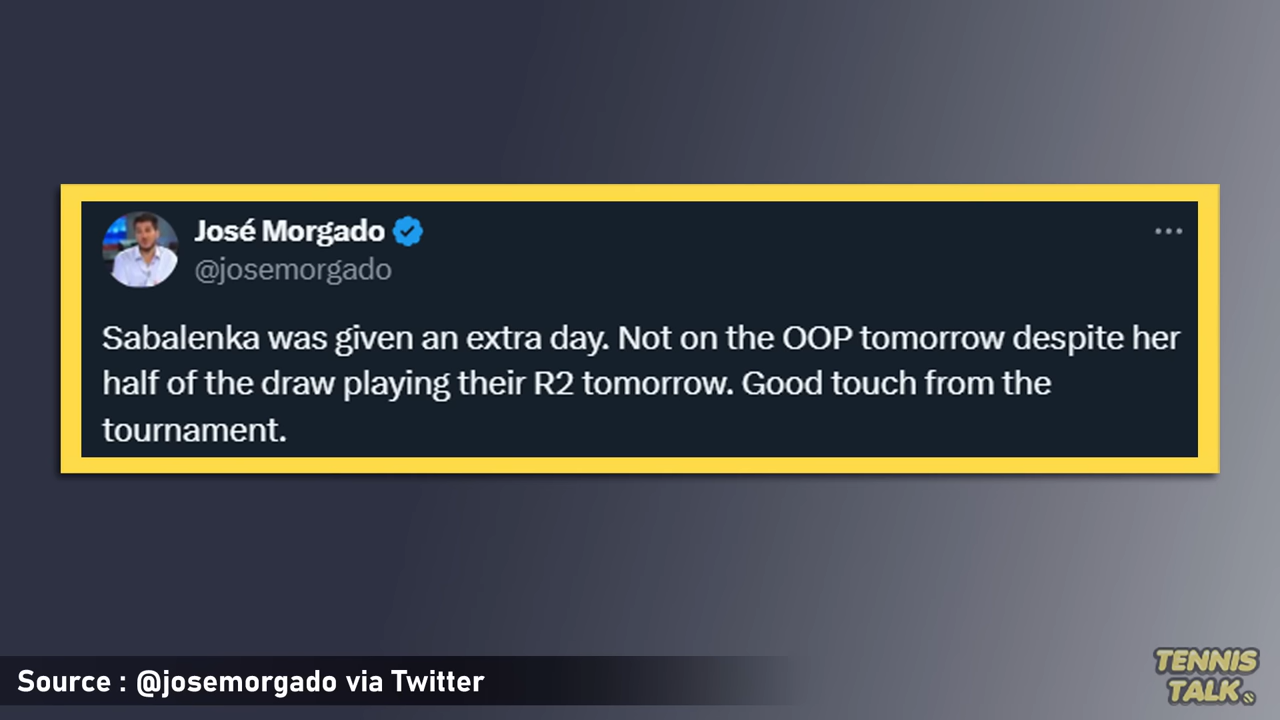 José Morgado
@josemorgado
Sabalenka was given an extra day. Not on the OOP tomorrow despite her
half of the draw playing their R2 tomorrow. Good touch from the
tournament.
Source : @josemorgado via Twitter
TENNIS
TALK